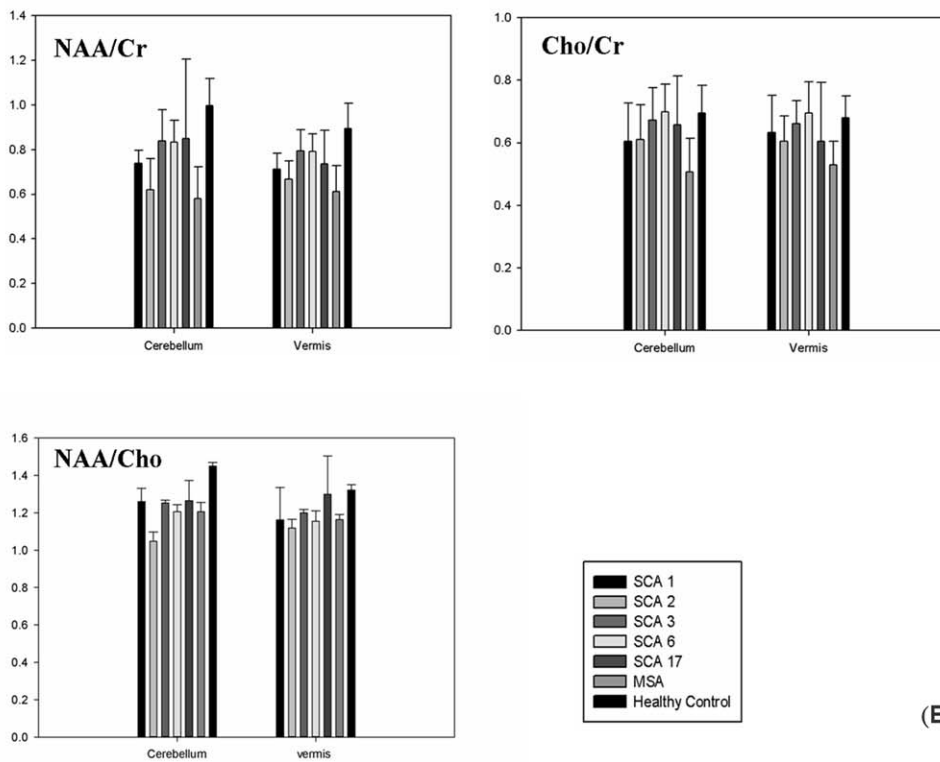 NAA/Cr
1.4
1.2
1.0
0.8
0.6
0.4
0.2
0.0
Cerebellum Vermis
Cho/Cr
1.0
0.8
0.6
0.4
0.2
0.0
Cerebellum Vermis
NAA/Cho
1.6
1.4
1.2
1.0
0.8
0.6
0.4
0.2
0.0
Cerebellum vermis
SCA 1
SCA 2
SCA 3
SCA 6
SCA 17
MSA
Healthy Control
(E